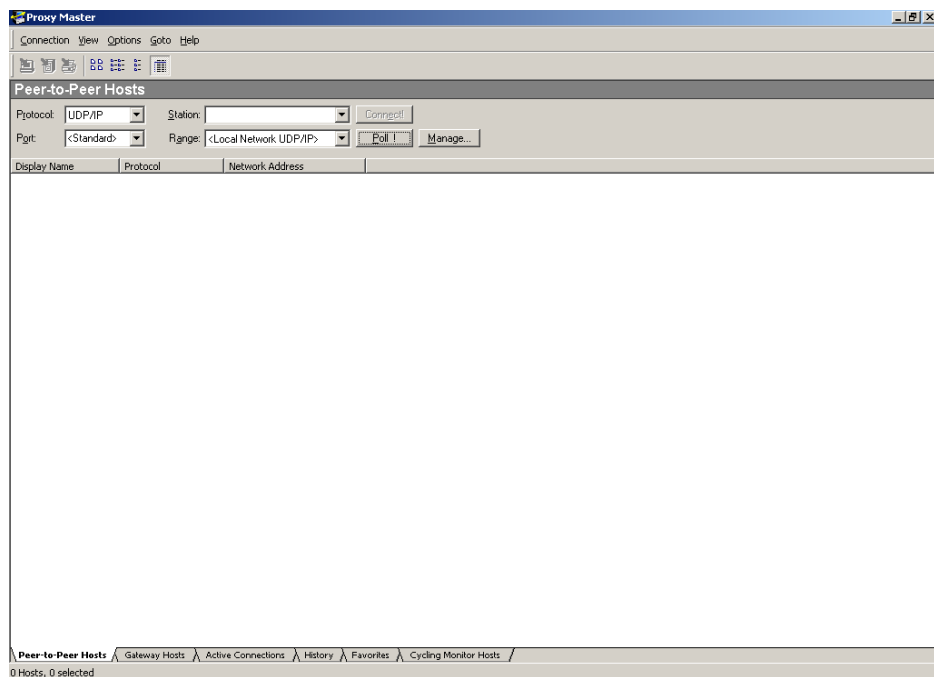 Proxy Master
Connection View Options Goto Help
Peer-to-Peer Hosts
Protocol: UDP/IP Station: Connect!
Port: <Standard> Range: <Local Network UDP/IP> Poll ! Manage...
Display Name Protocol Network Address
Peer-to-Peer Hosts Gateway Hosts Active Connections History Favorites Cycling Monitor Hosts
0 Hosts, 0 selected